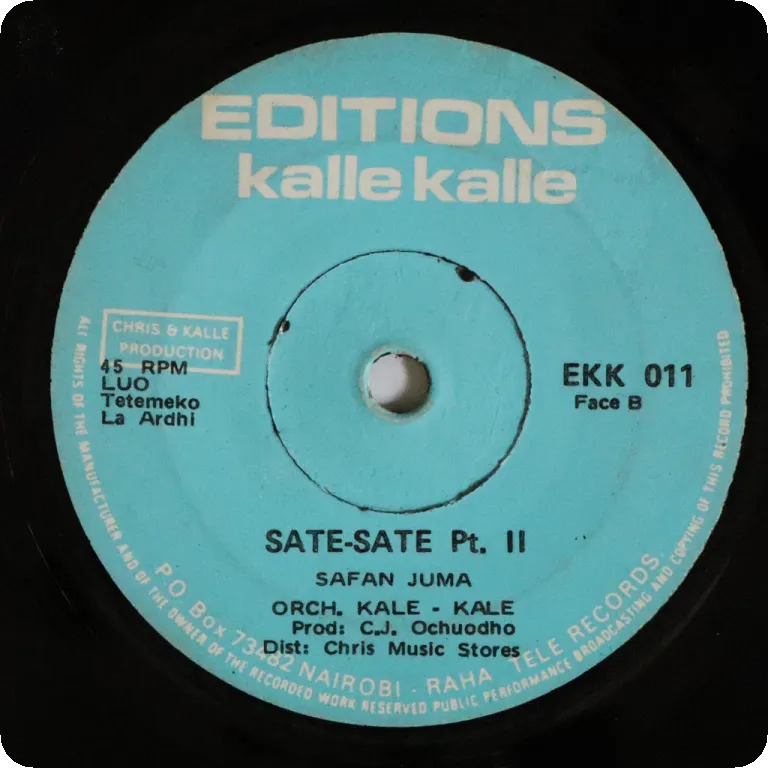 EDITIONS
kalle kalle
CHRIS & KALLE
PRODUCTION
45 RPM
LUO
Tetemeko
La Ardhi
EKK 011
Face B
SATE-SATE Pt. II
SAFAN JUMA
ORCH. KALE - KALE
Prod: C.J. Ochuodho
Dist: Chris Music Stores
P.O Box 73482 NAIROBI - RAHA TELE RECORDS
ALL RIGHTS OF THE MANUFACTURER AND OF THE OWNER OF THE RECORDED WORK RESERVED PUBLIC PERFORMANCE BROADCASTING AND COPYING OF THIS RECORD PROHIBITED